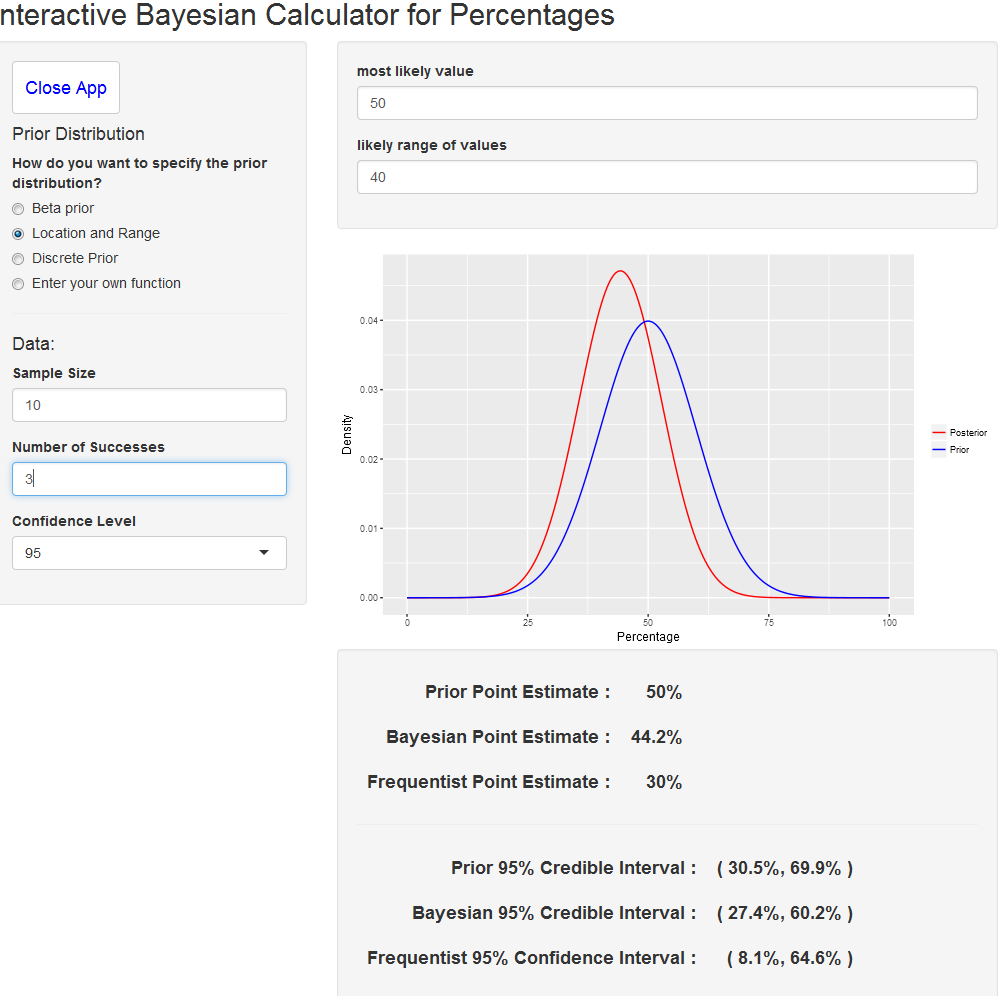 nteractive Bayesian Calculator for Percentages
Close App
Prior Distribution
How do you want to specify the prior
distribution?
Beta prior
Location and Range
Discrete Prior
Enter your own function
Data:
Sample Size
10
Number of Successes
3
Confidence Level
95
most likely value
50
likely range of values
40
0.04
0.03
0.02
0.01
0.00
Density
0 25 50 75 100
Percentage
Posterior
Prior
Prior Point Estimate : 50%
Bayesian Point Estimate : 44.2%
Frequentist Point Estimate : 30%
Prior 95% Credible Interval : ( 30.5%, 69.9% )
Bayesian 95% Credible Interval : ( 27.4%, 60.2% )
Frequentist 95% Confidence Interval : ( 8.1%, 64.6% )